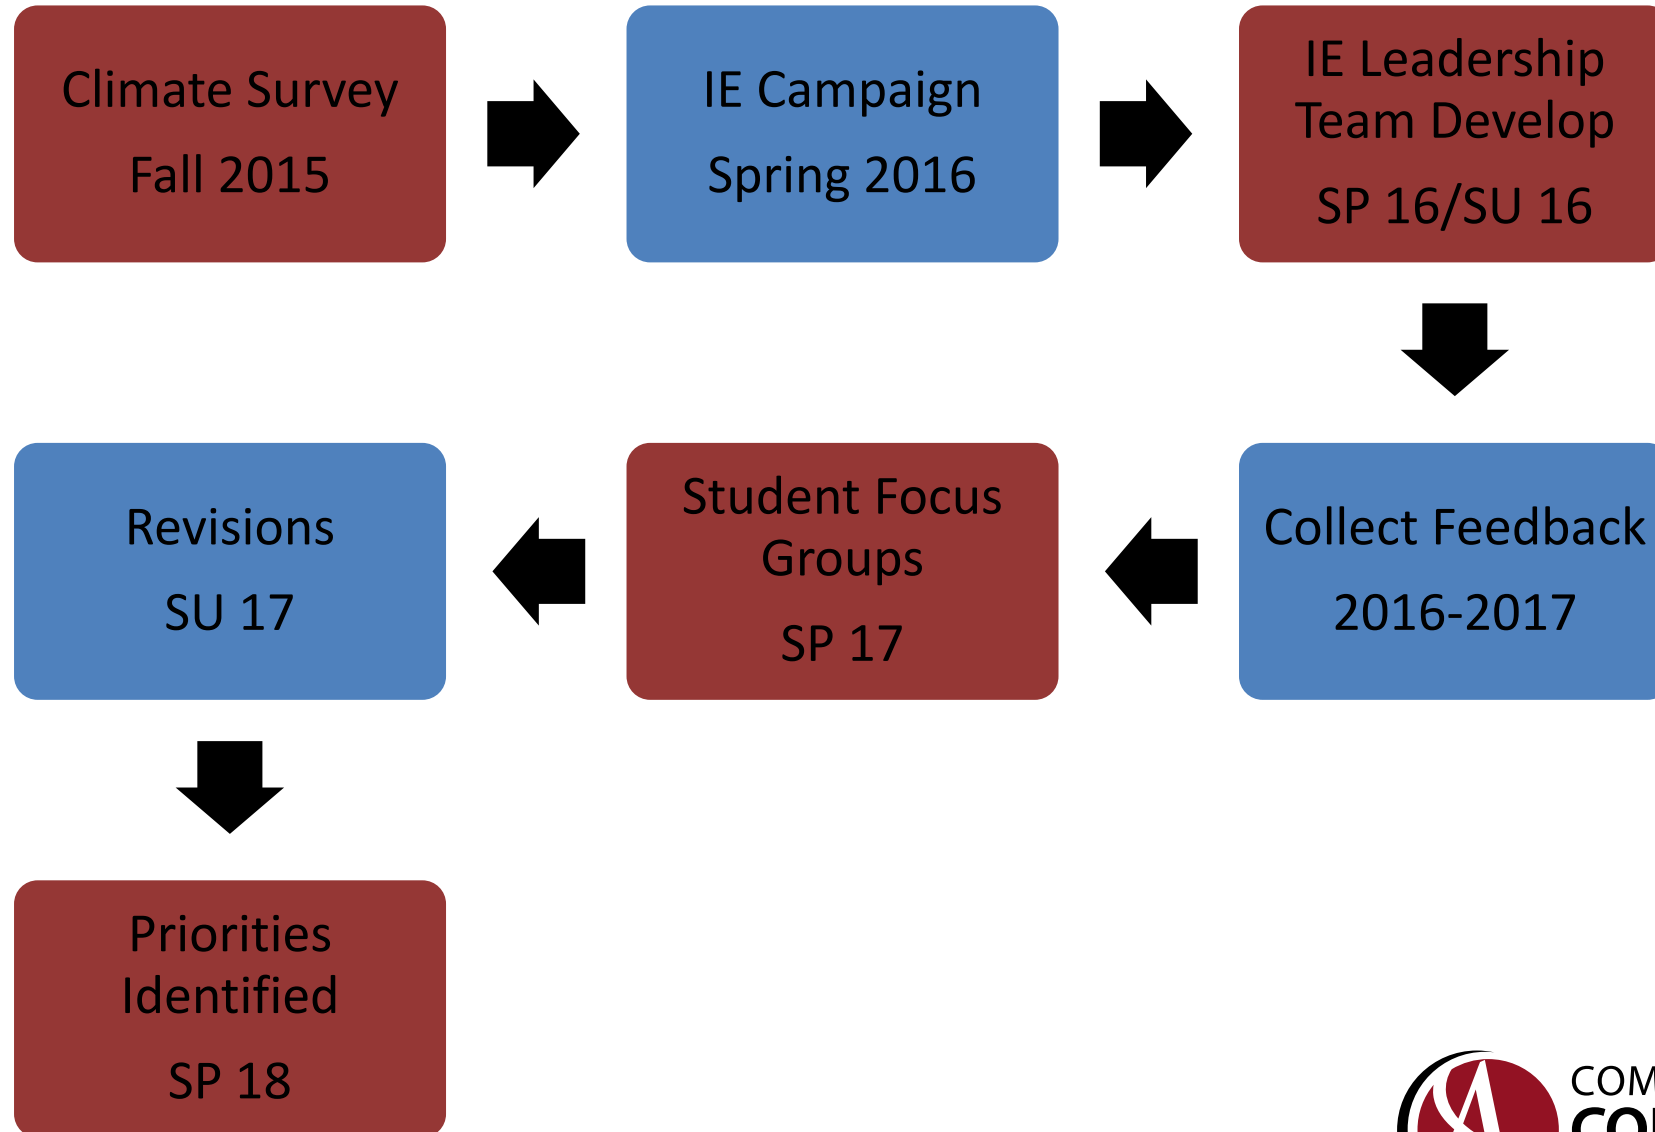 Climate Survey
Fall 2015
IE Campaign
Spring 2016
IE Leadership
Team Develop
SP 16/SU 16
Collect Feedback
2016-2017
Student Focus
Groups
SP 17
Revisions
SU 17
Priorities
Identified
SP 18